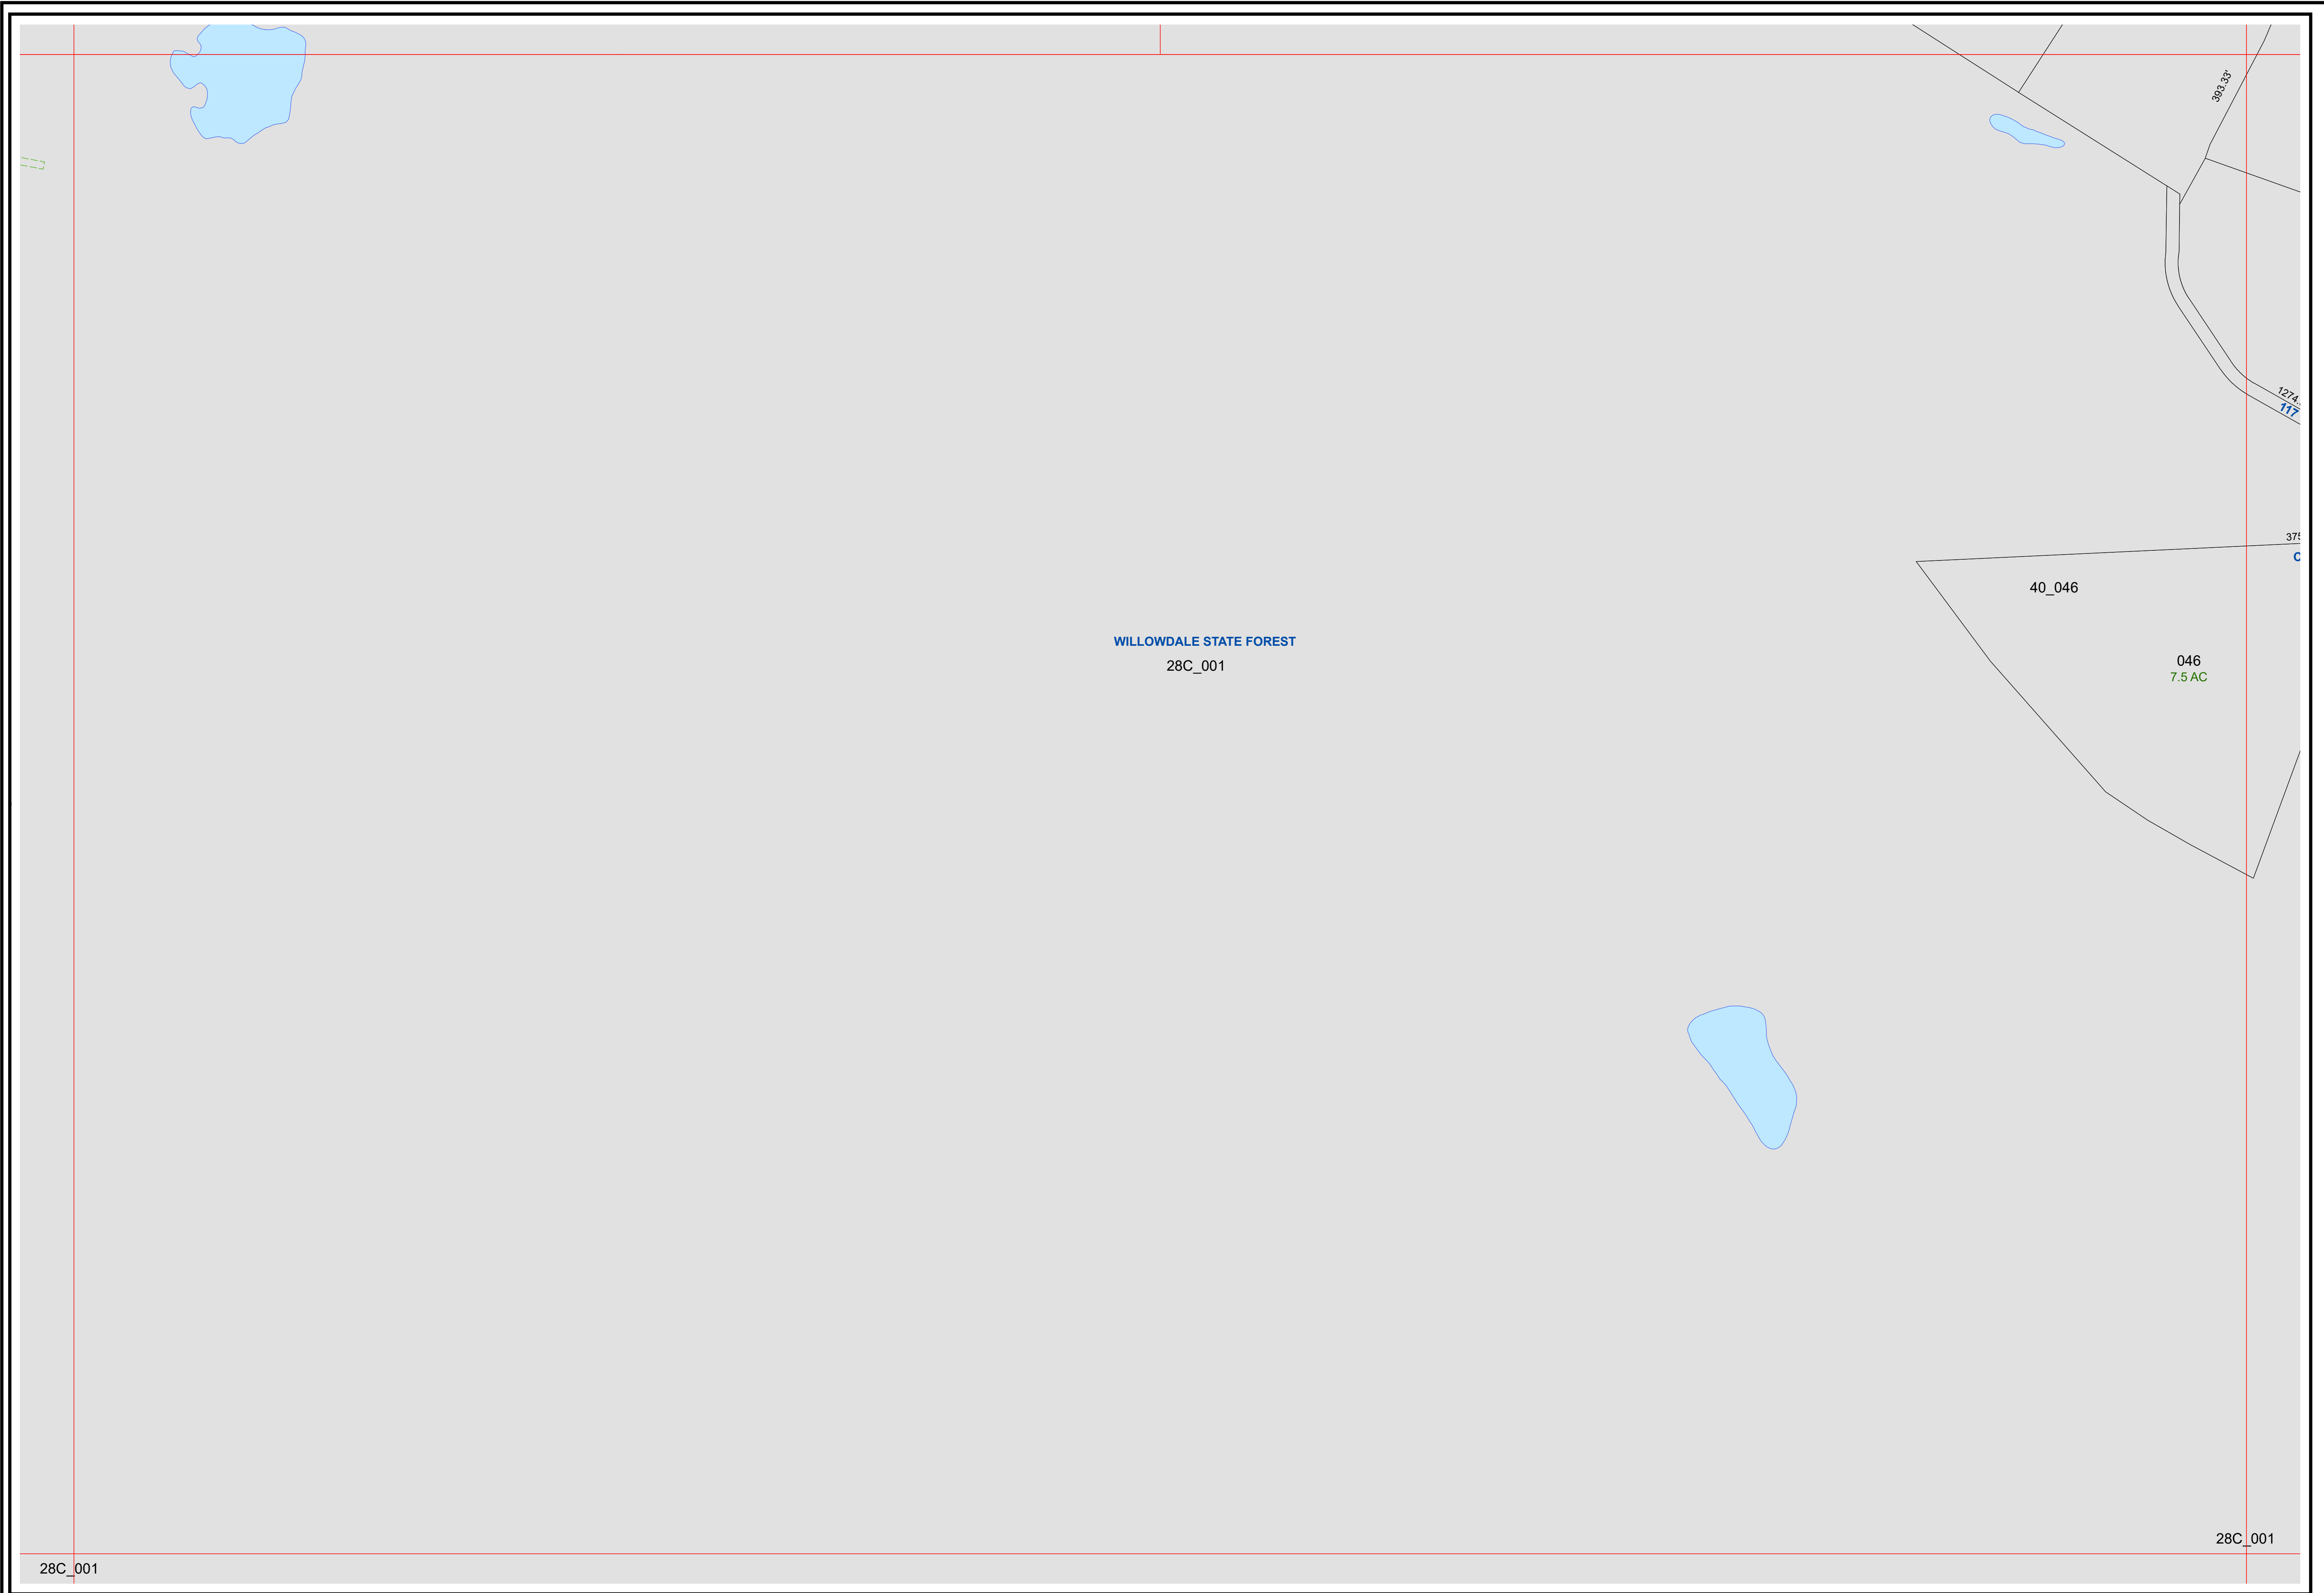 393.33'
1274.
117
375
40_046
WILLOWDALE STATE FOREST
28C_001
046
7.5 AC
28C_001
28C_001